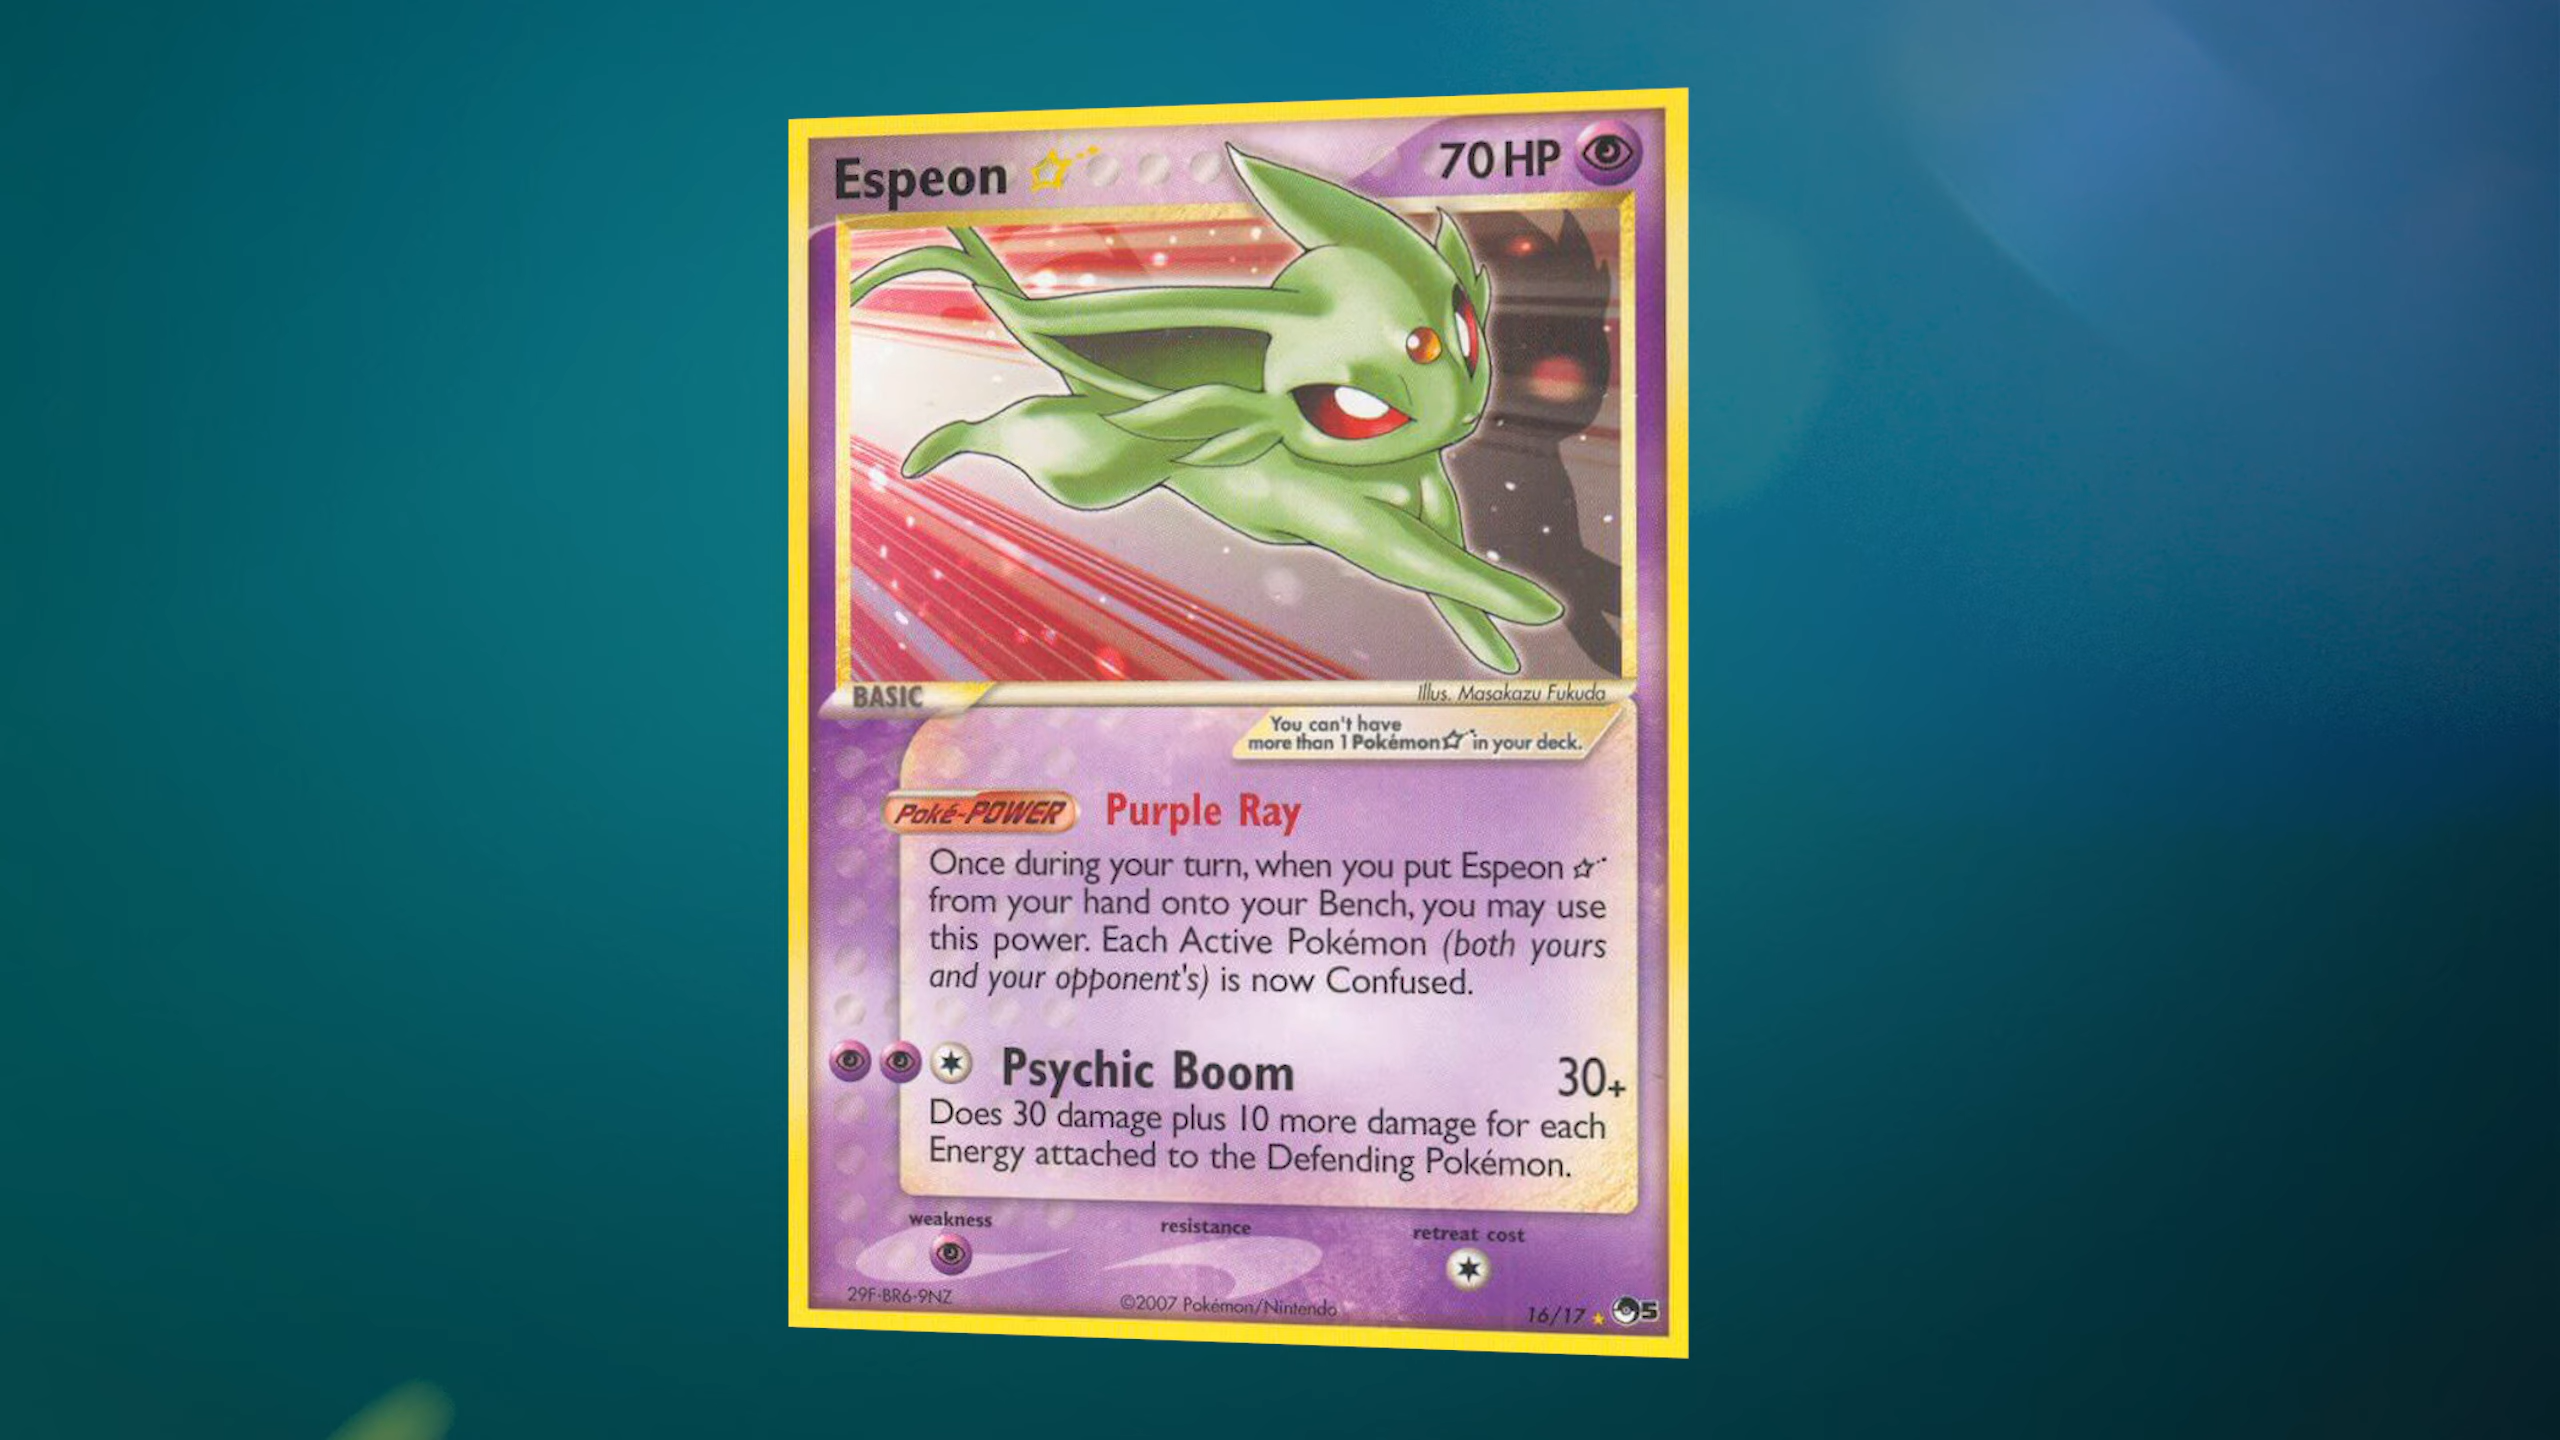 Espeon ☆
70 HP
BASIC
Illus. Masakazu Fukuda
You can't have
more than 1 Pokémon☆ in your deck.
Poké-POWER Purple Ray
Once during your turn, when you put Espeon ☆
from your hand onto your Bench, you may use
this power. Each Active Pokémon (both yours
and your opponent's) is now Confused.
Psychic Boom 30+
Does 30 damage plus 10 more damage for each
Energy attached to the Defending Pokémon.
weakness resistance retreat cost
29F-BR6-9NZ
©2007 Pokémon/Nintendo
16/17 ★ 5